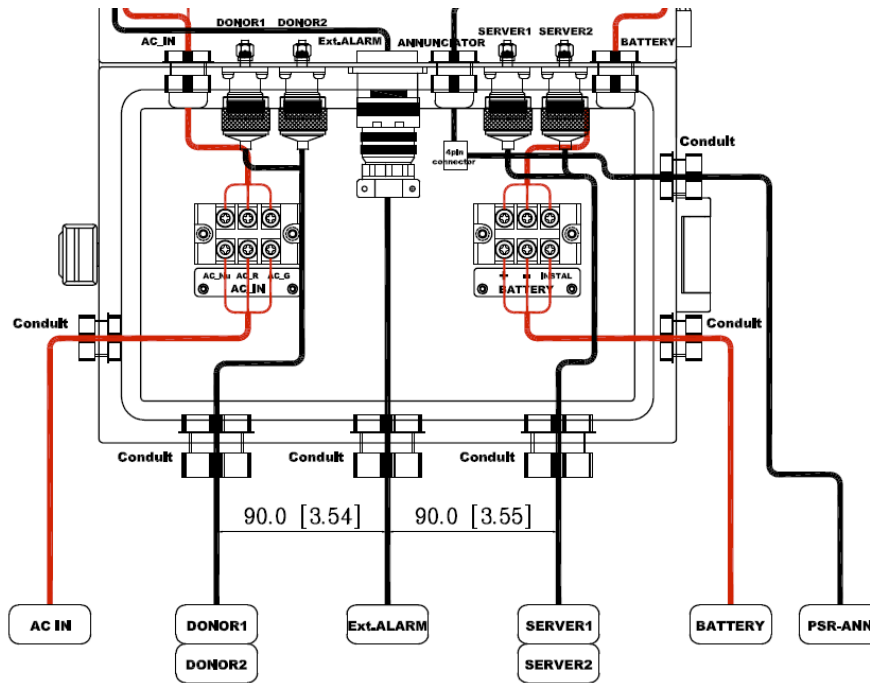 DONOR1 DONOR2
SERVER1 SERVER2
AC_IN
Ext.ALARM
ANNUNCIATOR
BATTERY
Conduit
4pin
connector
AC_Nu AC_R AC_G
AC_IN
+ - INSTAL
BATTERY
Conduit
Conduit
Conduit
Conduit
Conduit
90.0 [3.54]
90.0 [3.55]
AC IN
DONOR1
Ext.ALARM
SERVER1
BATTERY
PSR-ANN
DONOR2
SERVER2